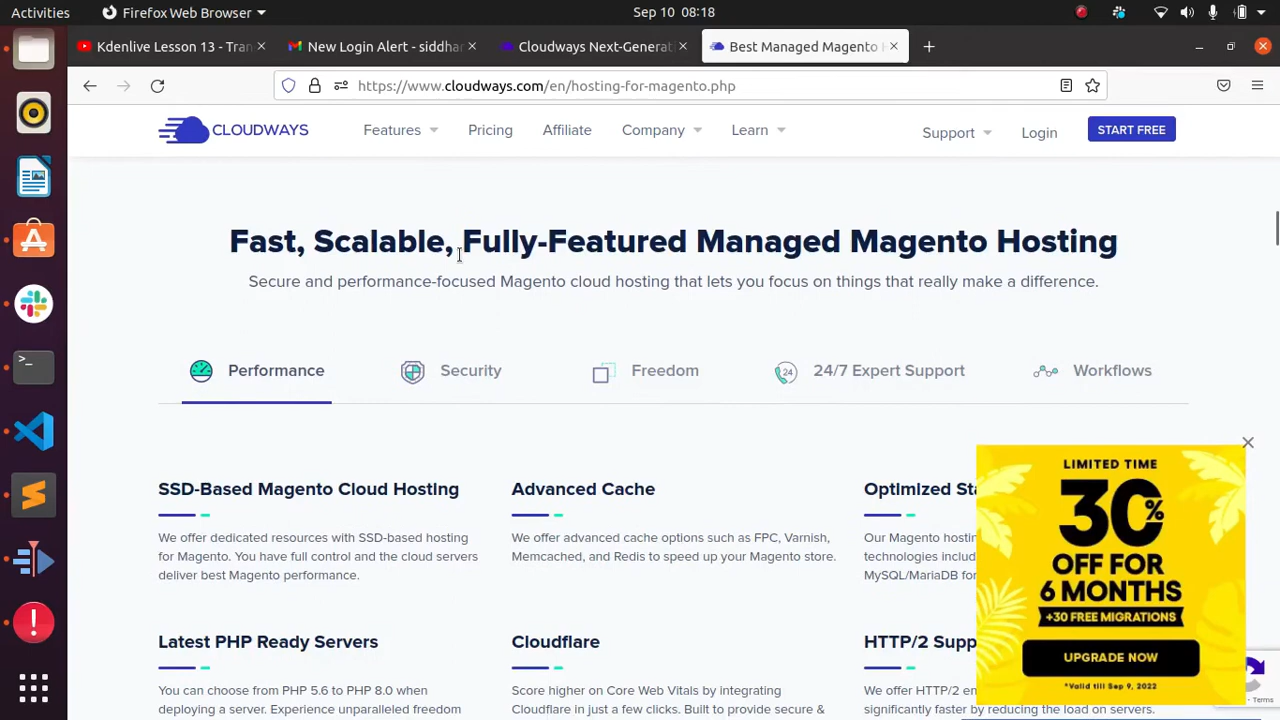 Activities
Firefox Web Browser
Sep 10 08:18
Kdenlive Lesson 13 - Tran
New Login Alert - siddhar
Cloudways Next-Generati
Best Managed Magento H
https://www.cloudways.com/en/hosting-for-magento.php
CLOUDWAYS
Features
Pricing
Affiliate
Company
Learn
Support
Login
START FREE
Fast, Scalable, Fully-Featured Managed Magento Hosting
Secure and performance-focused Magento cloud hosting that lets you focus on things that really make a difference.
Performance
Security
24
Freedom
24/7 Expert Support
Workflows
SSD-Based Magento Cloud Hosting
We offer dedicated resources with SSD-based hosting
for Magento. You have full control and the cloud servers
deliver best Magento performance.
Advanced Cache
We offer advanced cache options such as FPC, Varnish,
Memcached, and Redis to speed up your Magento store.
Optimized Sta
Our Magento hostin
technologies includ
MySQL/MariaDB for
Latest PHP Ready Servers
You can choose from PHP 5.6 to PHP 8.0 when
deploying a server. Experience unparalleled freedom
Cloudflare
Score higher on Core Web Vitals by integrating
Cloudflare in just a few clicks. Built to provide secure &
HTTP/2 Supp
We offer HTTP/2 en
significantly faster by reducing the load on servers.
LIMITED TIME
30%
OFF FOR
6 MONTHS
+30 FREE MIGRATIONS
UPGRADE NOW
*Valid till Sep 9, 2022
- Terms